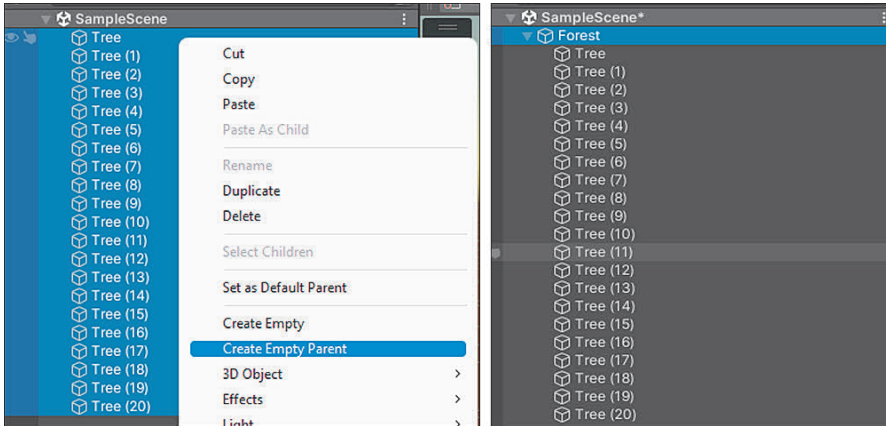 SampleScene
Tree
Tree (1)
Tree (2)
Tree (3)
Tree (4)
Tree (5)
Tree (6)
Tree (7)
Tree (8)
Tree (9)
Tree (10)
Tree (11)
Tree (12)
Tree (13)
Tree (14)
Tree (15)
Tree (16)
Tree (17)
Tree (18)
Tree (19)
Tree (20)
Cut
Copy
Paste
Paste As Child
Rename
Duplicate
Delete
Select Children
Set as Default Parent
Create Empty
Create Empty Parent
3D Object
Effects
Light
SampleScene*
Forest
Tree
Tree (1)
Tree (2)
Tree (3)
Tree (4)
Tree (5)
Tree (6)
Tree (7)
Tree (8)
Tree (9)
Tree (10)
Tree (11)
Tree (12)
Tree (13)
Tree (14)
Tree (15)
Tree (16)
Tree (17)
Tree (18)
Tree (19)
Tree (20)